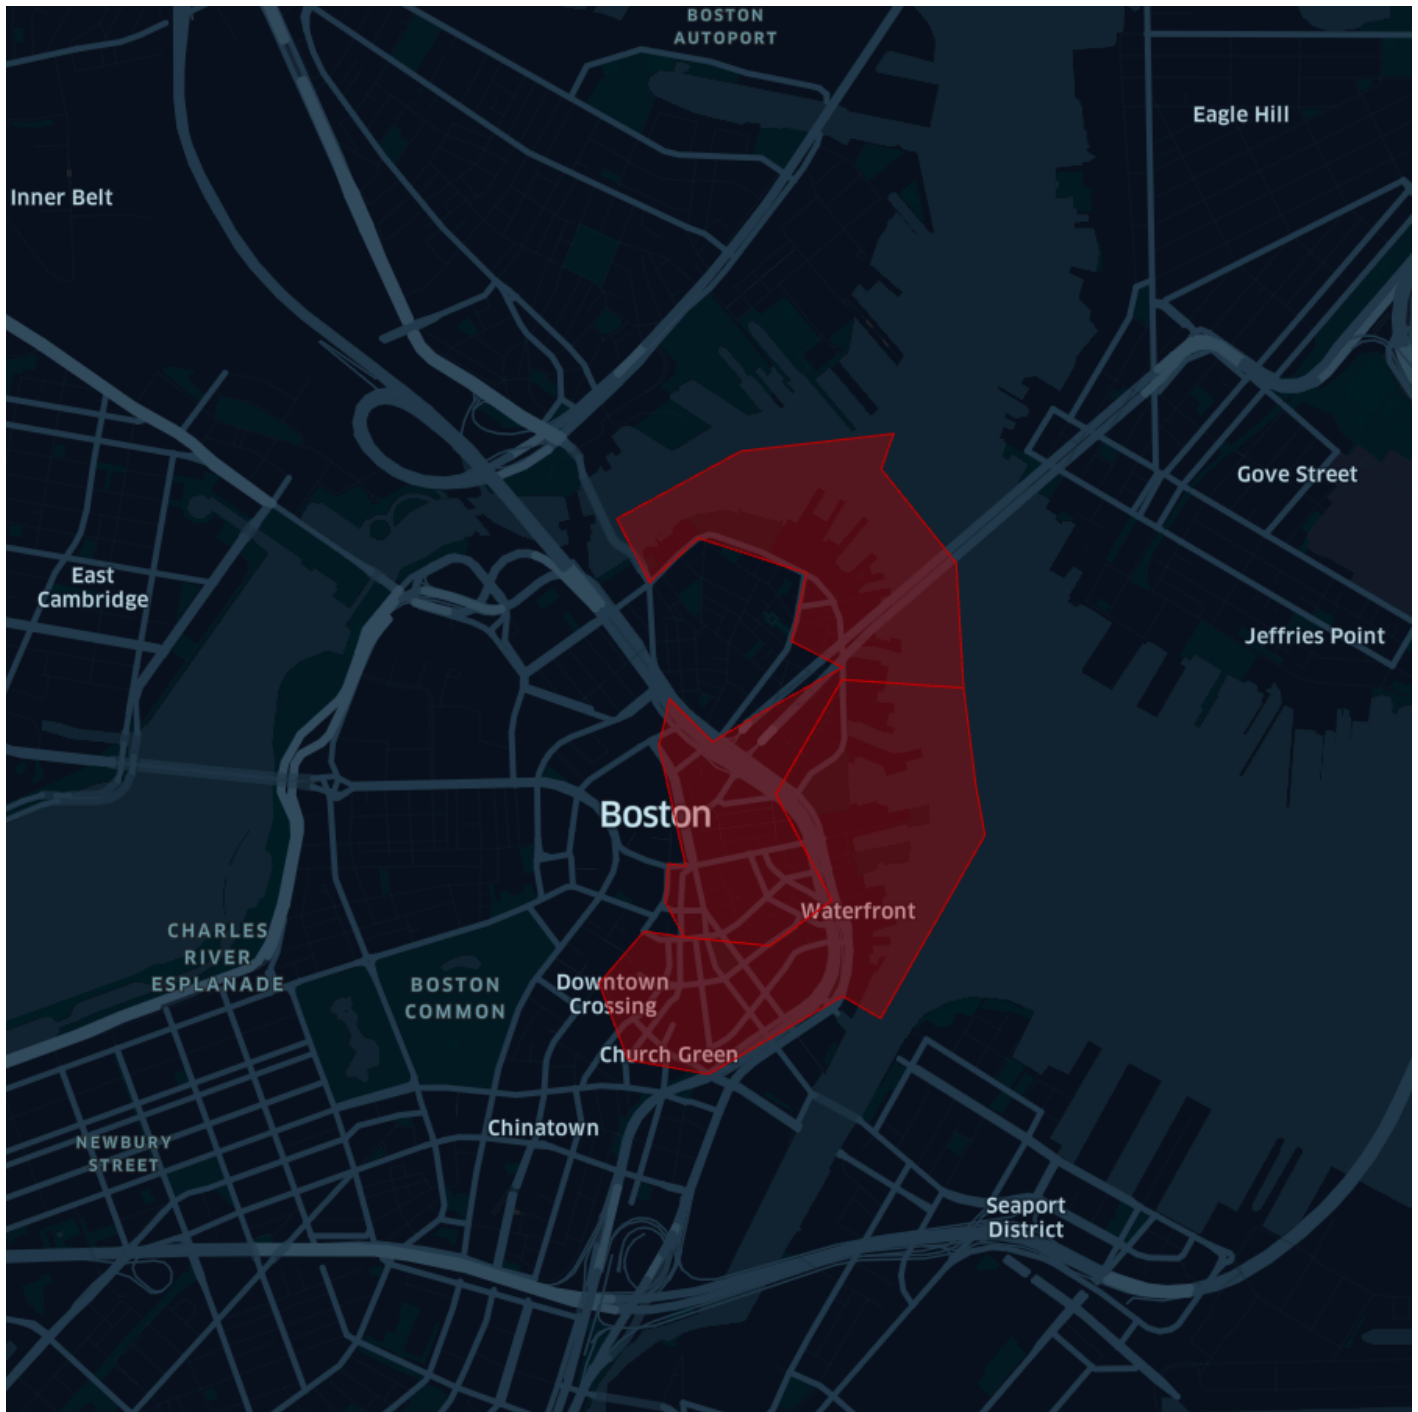 BOSTON
AUTOPORT
Eagle Hill
Inner Belt
Gove Street
East
Cambridge
Jeffries Point
Boston
Waterfront
CHARLES
RIVER
ESPLANADE
BOSTON
COMMON
Downtown
Crossing
Church Green
Chinatown
NEWBURY
STREET
Seaport
District